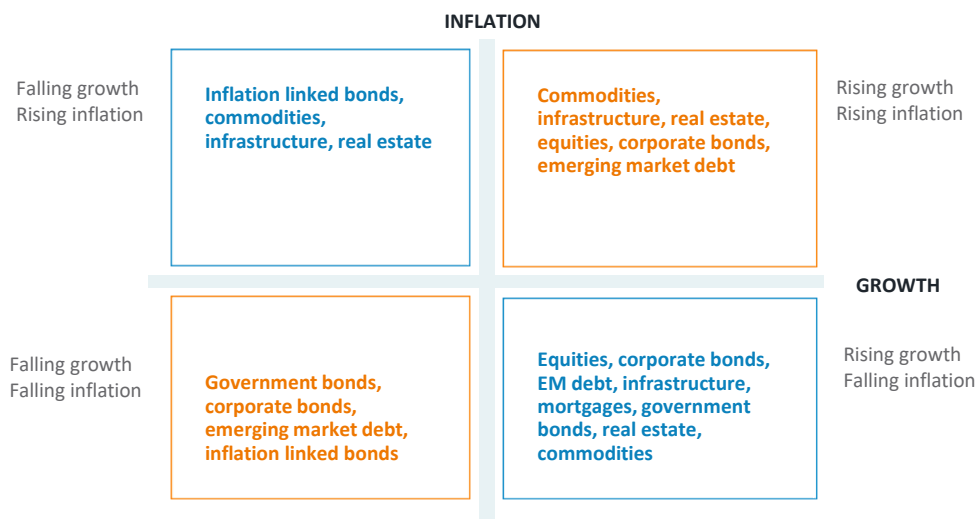 INFLATION
Falling growth
Rising inflation
Inflation linked bonds,
commodities,
infrastructure, real estate
Commodities,
infrastructure, real estate,
equities, corporate bonds,
emerging market debt
Rising growth
Rising inflation
GROWTH
Falling growth
Falling inflation
Government bonds,
corporate bonds,
emerging market debt,
inflation linked bonds
Equities, corporate bonds,
EM debt, infrastructure,
mortgages, government
bonds, real estate,
commodities
Rising growth
Falling inflation